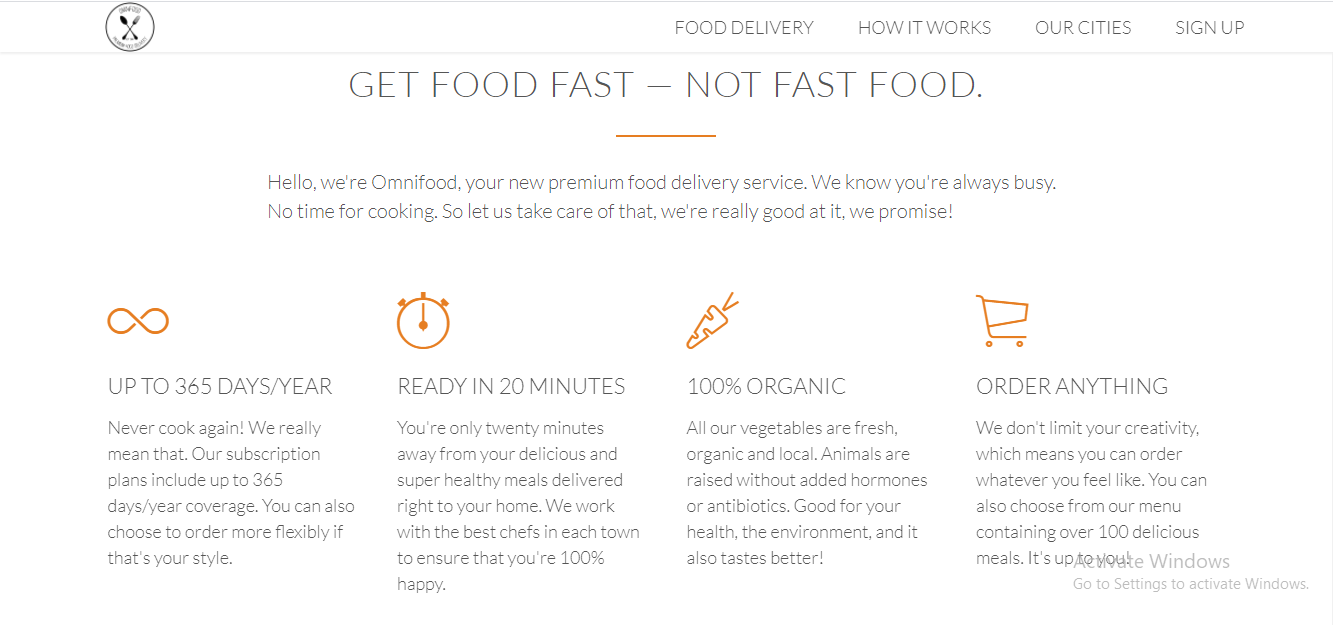 FOOD DELIVERY HOW IT WORKS OUR CITIES SIGN UP
GET FOOD FAST — NOT FAST FOOD.
Hello, we're Omnifood, your new premium food delivery service. We know you're always busy.
No time for cooking. So let us take care of that, we're really good at it, we promise!
UP TO 365 DAYS/YEAR
Never cook again! We really
mean that. Our subscription
plans include up to 365
days/year coverage. You can also
choose to order more flexibly if
that's your style.
READY IN 20 MINUTES
You're only twenty minutes
away from your delicious and
super healthy meals delivered
right to your home. We work
with the best chefs in each town
to ensure that you're 100%
happy.
100% ORGANIC
All our vegetables are fresh,
organic and local. Animals are
raised without added hormones
or antibiotics. Good for your
health, the environment, and it
also tastes better!
ORDER ANYTHING
We don't limit your creativity,
which means you can order
whatever you feel like. You can
also choose from our menu
containing over 100 delicious
meals. It's up to you!
Activate Windows
Go to Settings to activate Windows.